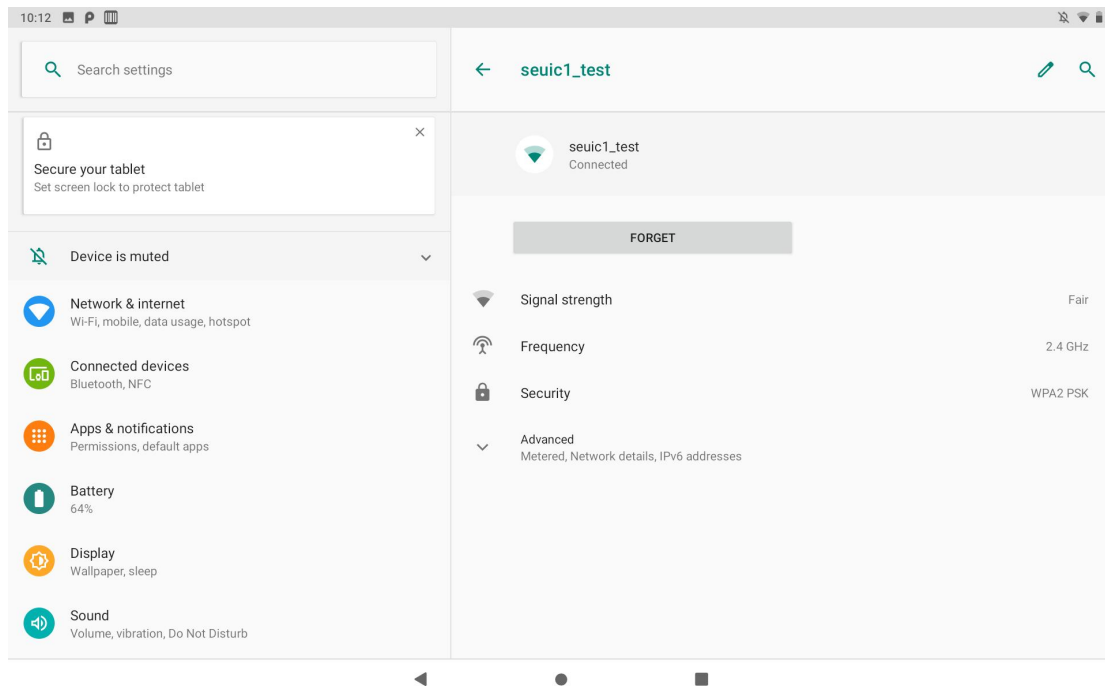 10:12
Search settings
Secure your tablet
Set screen lock to protect tablet
Device is muted
Network & internet
Wi-Fi, mobile, data usage, hotspot
Connected devices
Bluetooth, NFC
Apps & notifications
Permissions, default apps
Battery
64%
Display
Wallpaper, sleep
Sound
Volume, vibration, Do Not Disturb
seuic1_test
seuic1_test
Connected
FORGET
Signal strength Fair
Frequency 2.4 GHz
Security WPA2 PSK
Advanced
Metered, Network details, IPv6 addresses